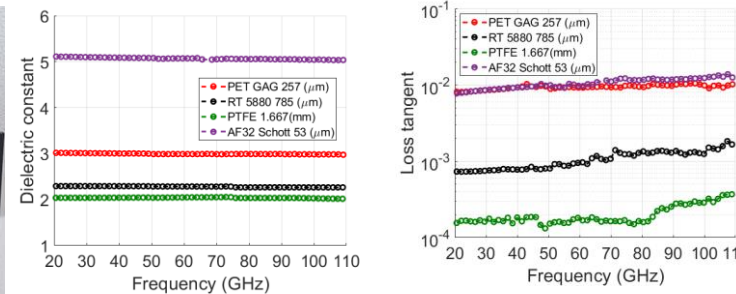 Dielectric constant
6
5
4
3
2
1
20 30 40 50 60 70 80 90 100 110
Frequency (GHz)
PET GAG 257 (μm)
RT 5880 785 (μm)
PTFE 1.667(mm)
AF32 Schott 53 (μm)
Loss tangent
10-1
10-2
10-3
10-4
20 30 40 50 60 70 80 90 100 110
Frequency (GHz)
PET GAG 257 (μm)
RT 5880 785 (μm)
PTFE 1.667(mm)
AF32 Schott 53 (μm)